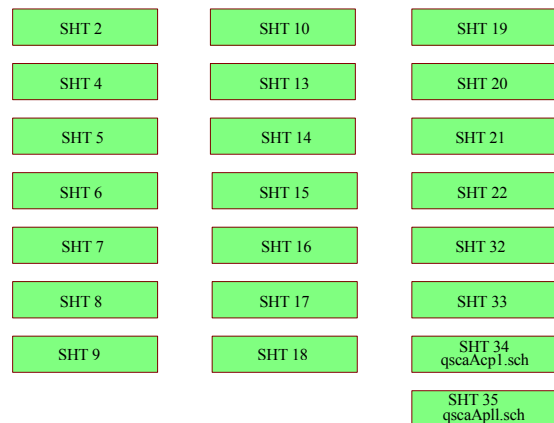 SHT 2
SHT 4
SHT 5
SHT 6
SHT 7
SHT 8
SHT 9
SHT 10
SHT 13
SHT 14
SHT 15
SHT 16
SHT 17
SHT 18
SHT 19
SHT 20
SHT 21
SHT 22
SHT 32
SHT 33
SHT 34
qscaAcp1.sch
SHT 35
qscaApll.sch